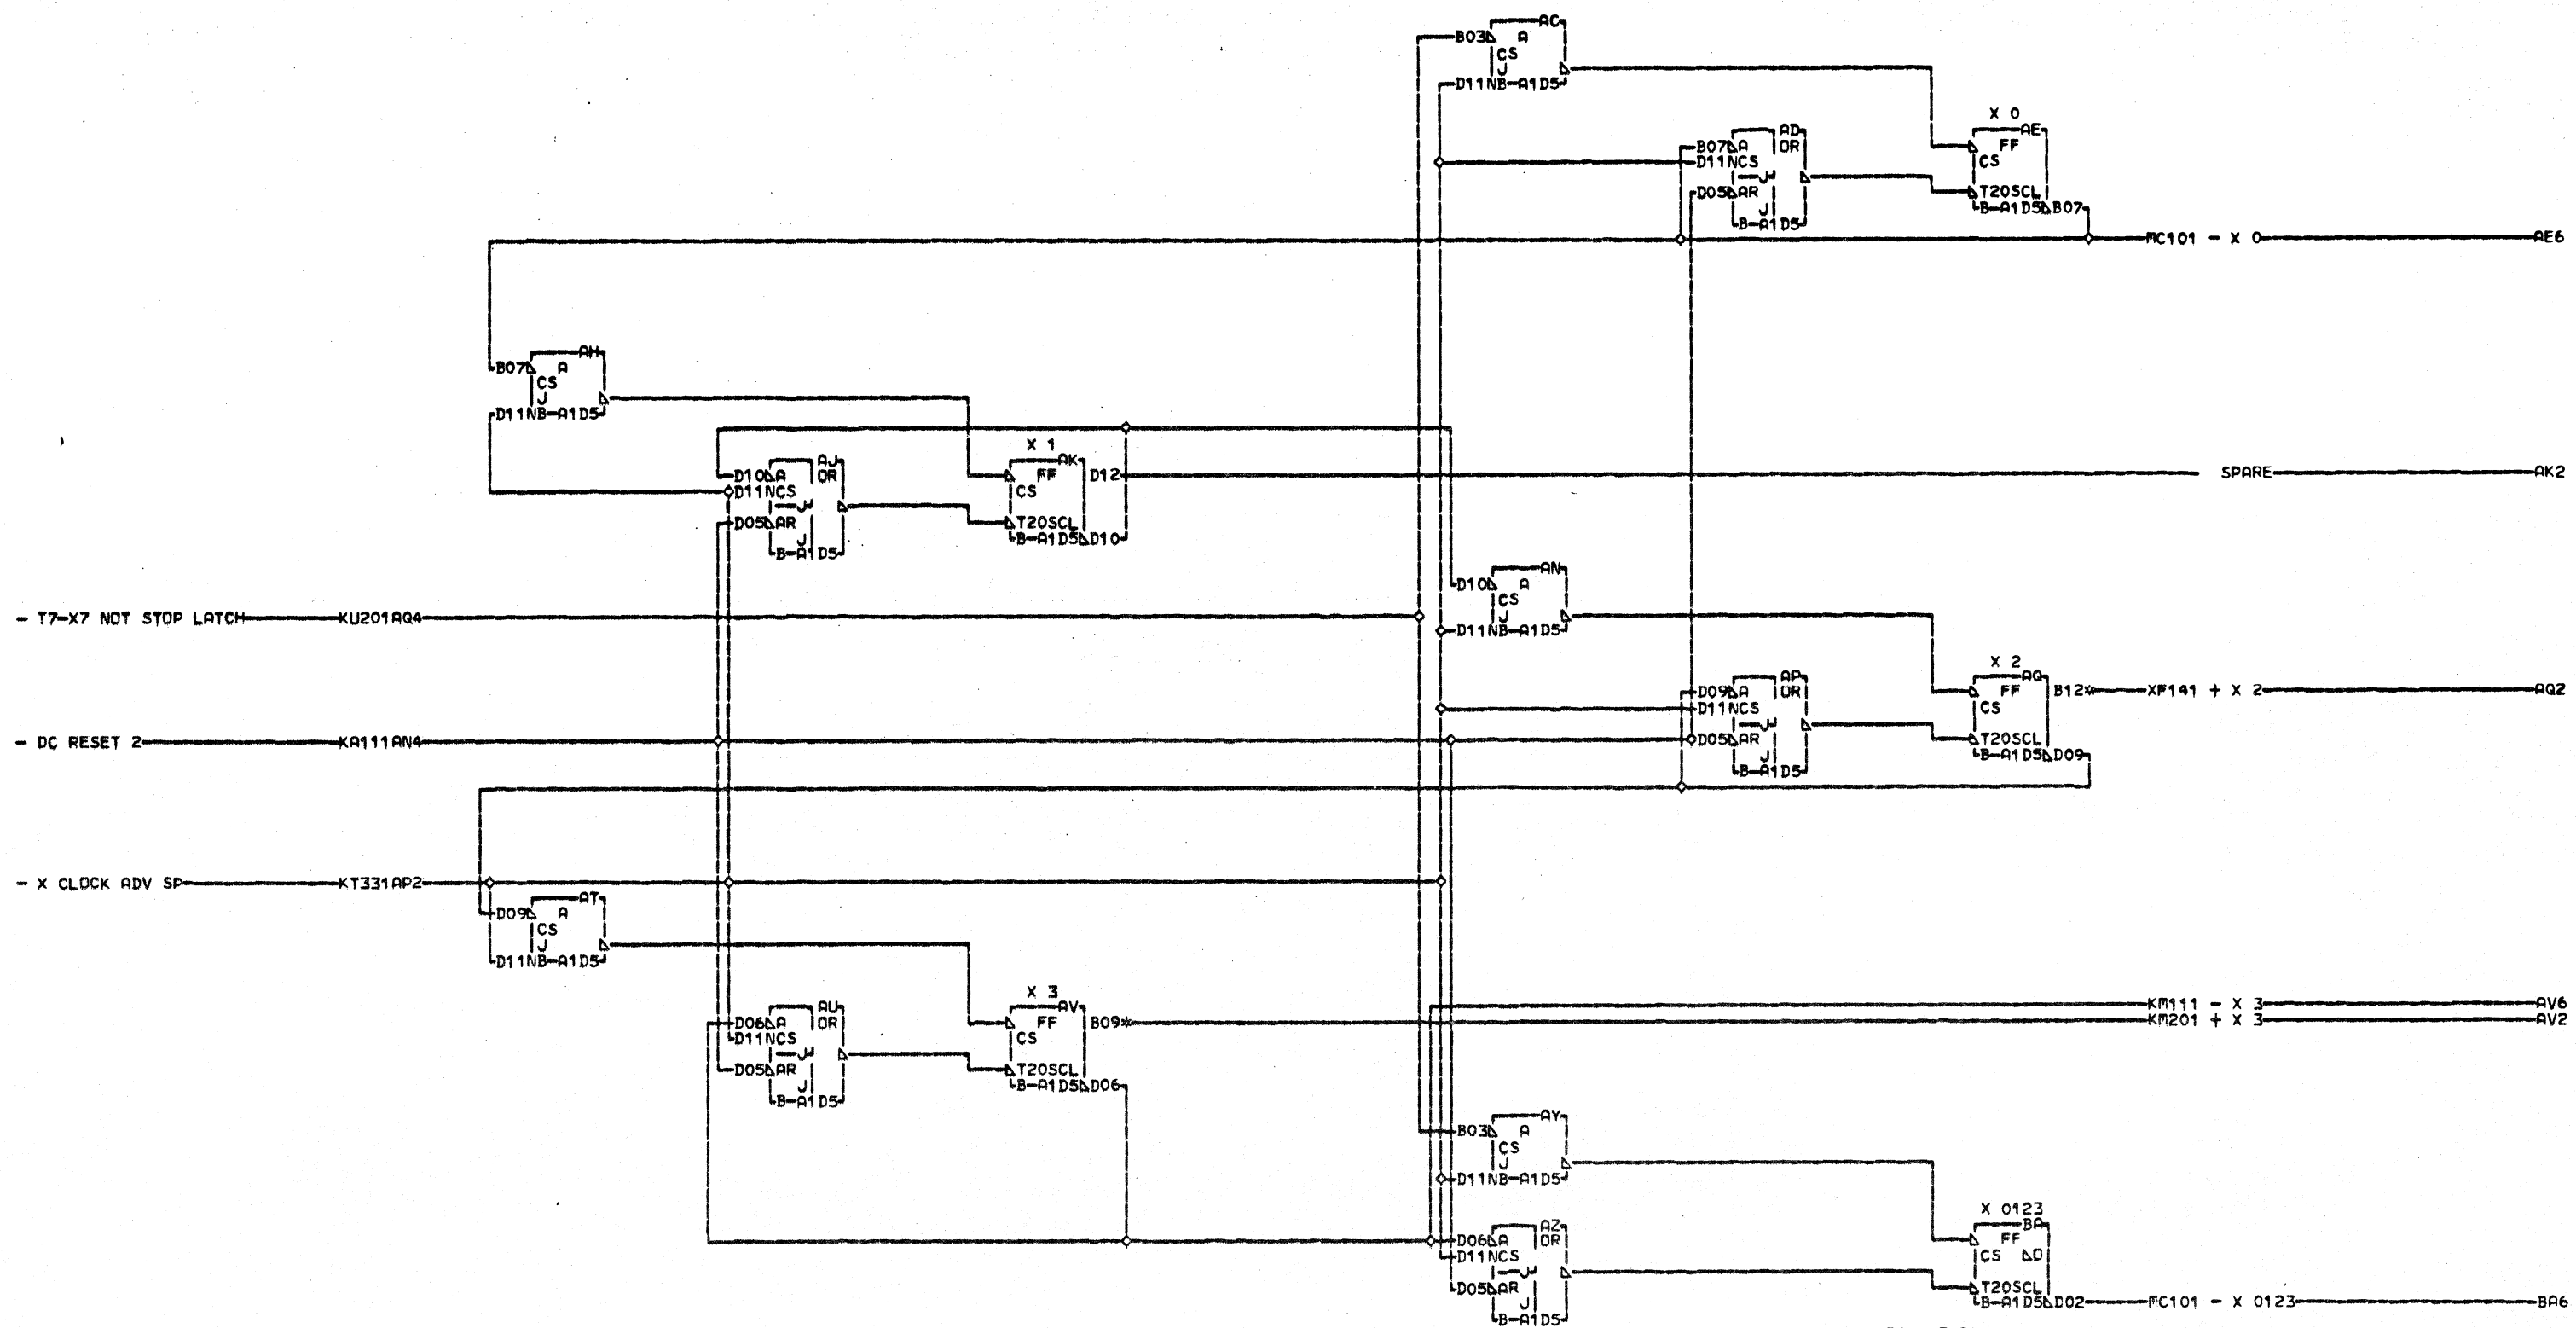 AC
B03 A
CS
J
D11NB-A1D5
X 0
AD
AE
B07 A OR
FF
D11NCS
CS
J
D05 AR
T20SCL
J
B-A1D5 B07
B-A1D5
MC101 - X 0 AE6
AH
B07 A
CS
J
D11NB-A1D5
X 1
AJ
AK
D10 A OR
FF D12 SPARE AK2
D11NCS
CS
J
D05 AR
T20SCL
J
B-A1D5 D10
B-A1D5
AN
D10 A
CS
J
- T7-X7 NOT STOP LATCH KU201AQ4
D11NB-A1D5
X 2
AP
AQ
D09 A OR
FF B12* XF141 + X 2 AQ2
D11NCS
CS
J
- DC RESET 2 KA111AN4
D05 AR
T20SCL
J
B-A1D5 D09
B-A1D5
- X CLOCK ADV SP KT331AP2
AT
D09 A
CS
J
D11NB-A1D5
X 3
KM111 - X 3 AV6
AU
AV
D06 A OR
FF B09* KM201 + X 3 AV2
D11NCS
CS
J
D05 AR
T20SCL
J
B-A1D5 D06
B-A1D5
AY
B03 A
CS
J
D11NB-A1D5
X 0123
AZ
BA
D06 A OR
FF
D11NCS
CS D
J
D05 AR
T20SCL
J
B-A1D5 D02 MC101 - X 0123 BA6
B-A1D5